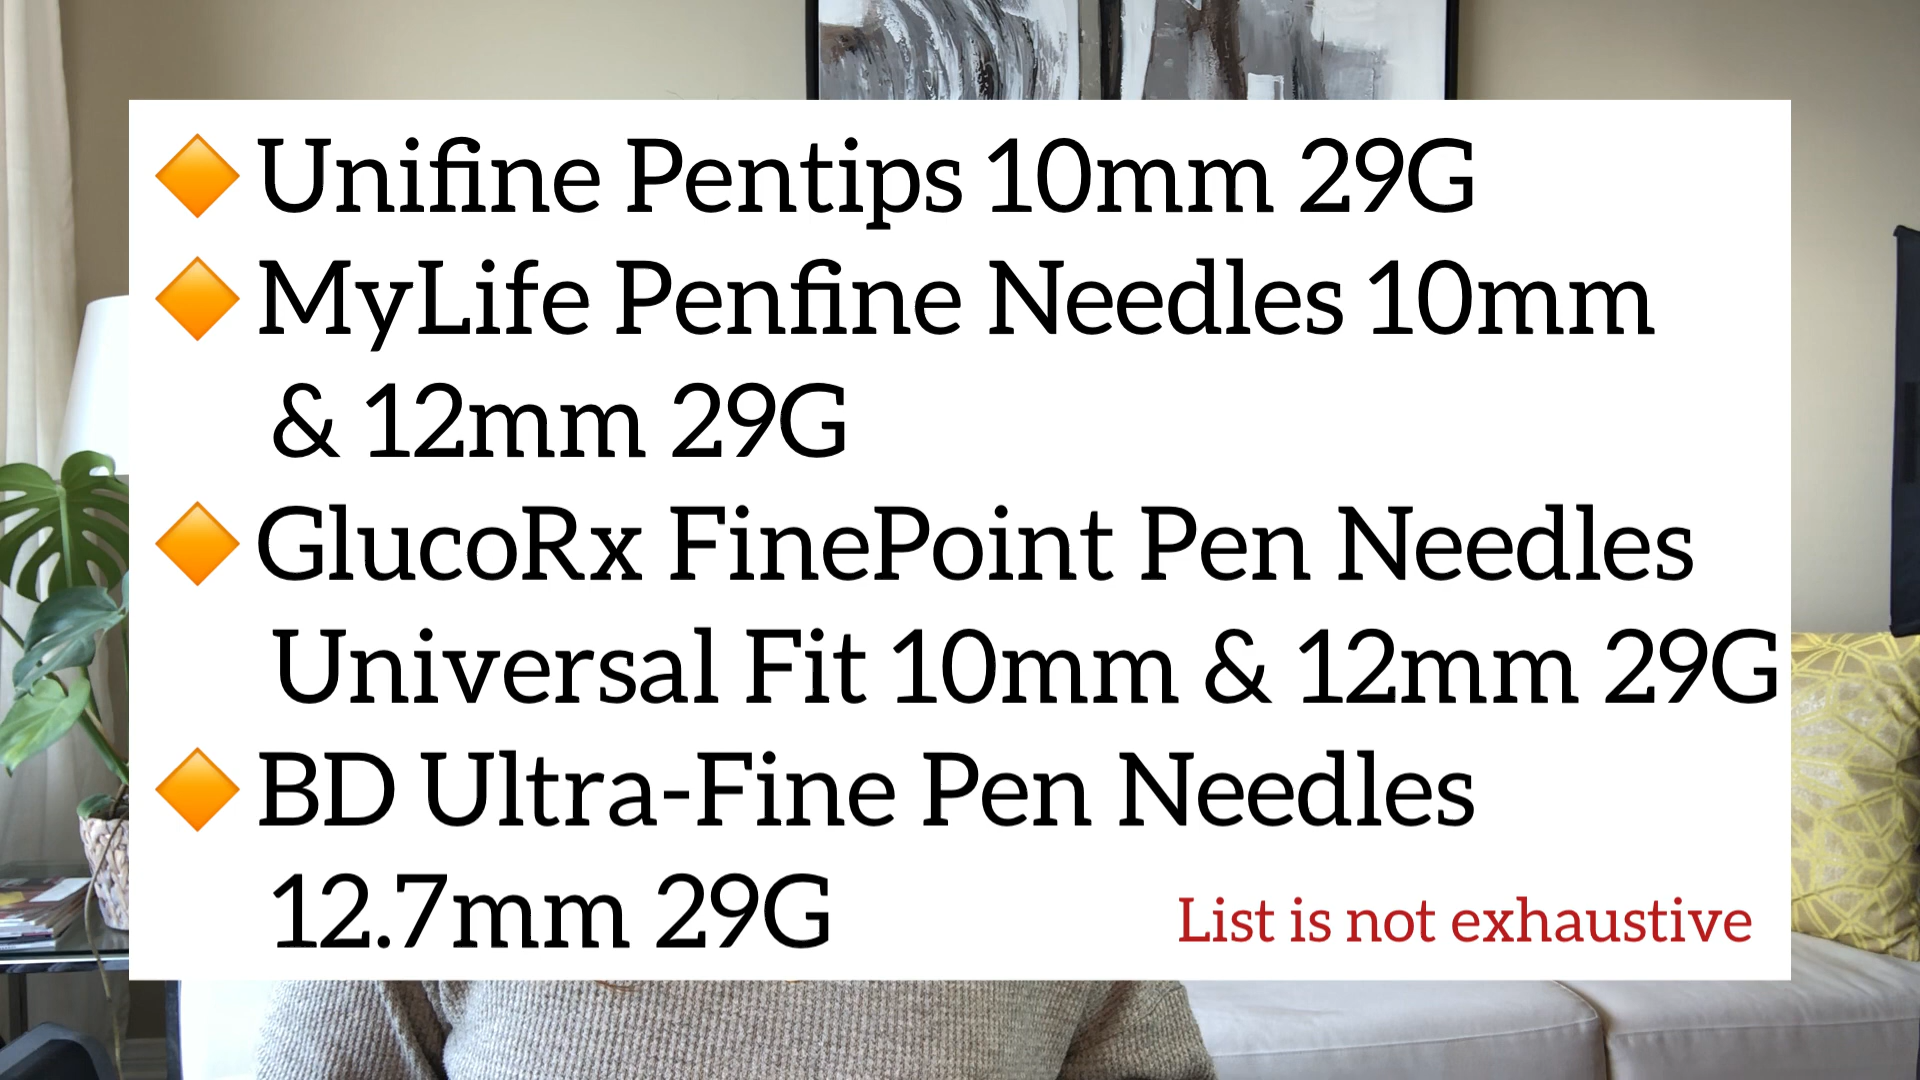 🔶Unifine Pentips 10mm 29G
🔶MyLife Penfine Needles 10mm
& 12mm 29G
🔶GlucoRx FinePoint Pen Needles
Universal Fit 10mm & 12mm 29G
🔶BD Ultra-Fine Pen Needles
12.7mm 29G
List is not exhaustive